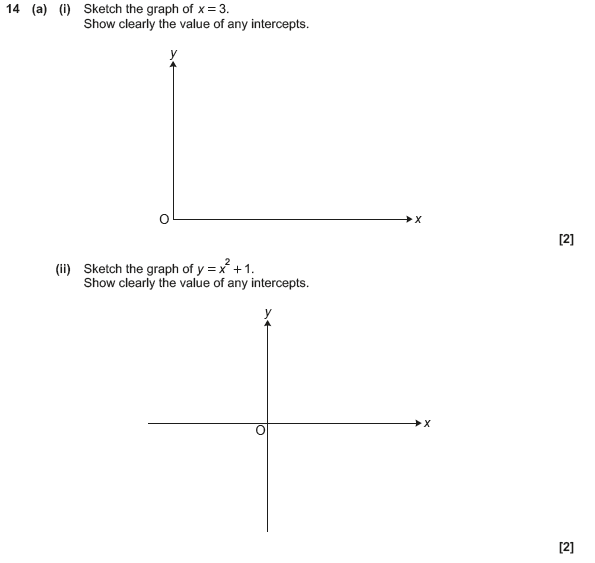 14 (a) (i) Sketch the graph of x = 3.
Show clearly the value of any intercepts.
y
O
x
[2]
(ii) Sketch the graph of y = x² + 1.
Show clearly the value of any intercepts.
y
x
O
[2]